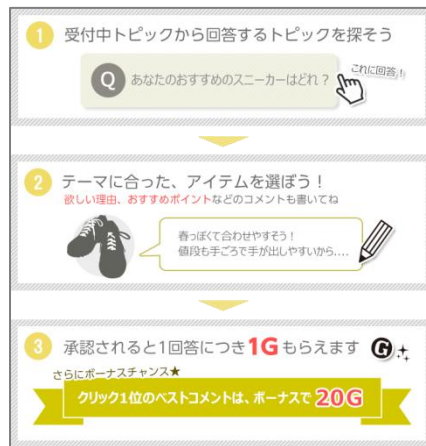 1 受付中トピックから回答するトピックを探そう
Q あなたのおすすめのスニーカーはどれ？
これに回答！
2 テーマに合った、アイテムを選ぼう！
欲しい理由、おすすめポイントなどのコメントも書いてね
春っぽくて合わせやすそう！
値段も手ごろで手が出しやすいから....
3 承認されると1回答につき1Gもらえます G
さらにボーナスチャンス★
クリック1位のベストコメントは、ボーナスで 20G